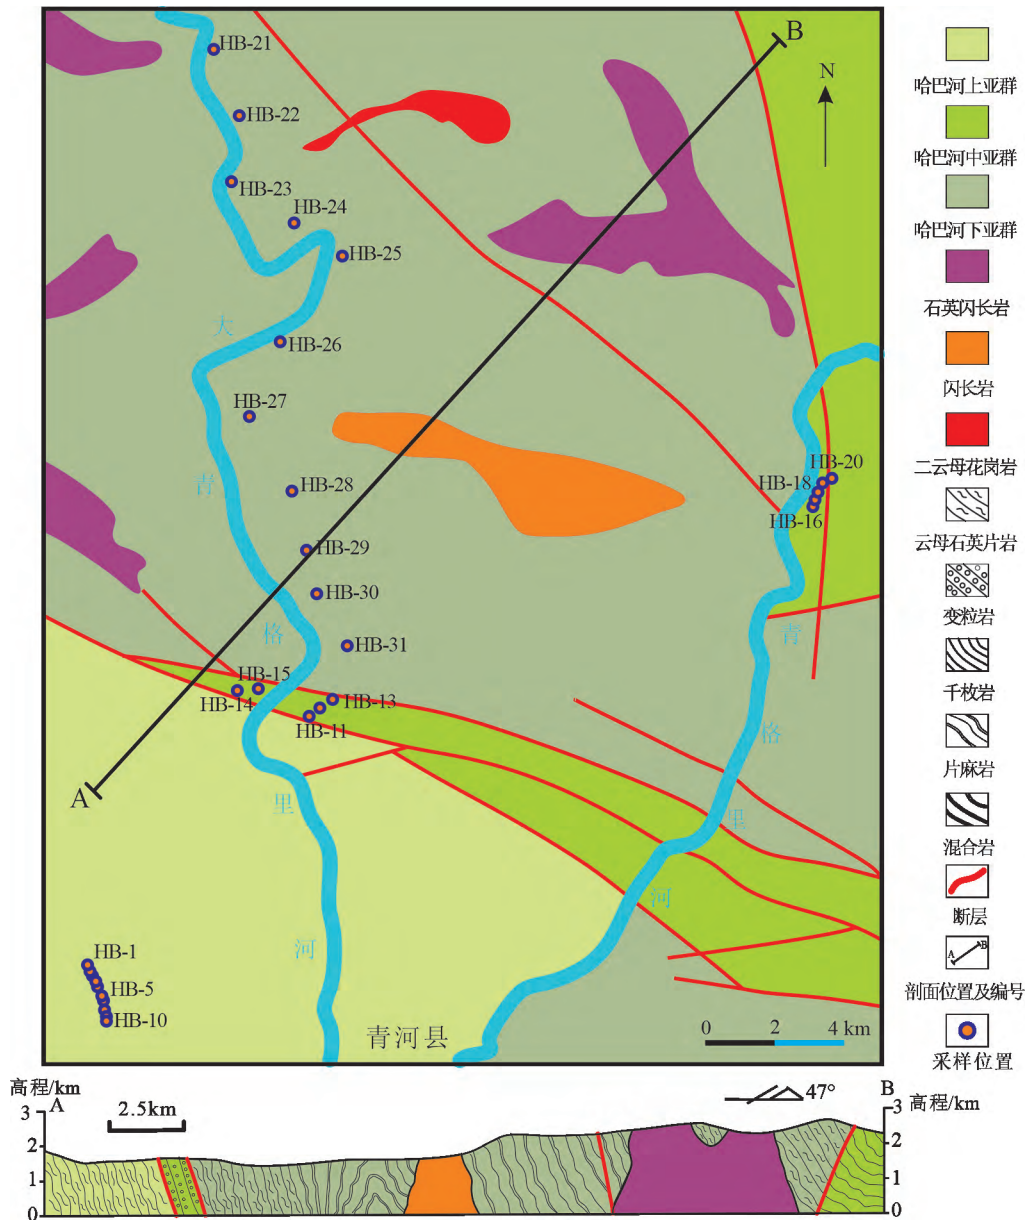 HB-21
B
N
HB-22
HB-23
HB-24
HB-25
大
HB-26
HB-27
青
HB-28
HB-20
HB-18
HB-16
HB-29
HB-30
格
青
HB-31
HB-15
HB-14
HB-13
HB-11
格
A
里
里
河
河
HB-1
HB-5
HB-10
青河县
0 2 4 km
哈巴河上亚群
哈巴河中亚群
哈巴河下亚群
石英闪长岩
闪长岩
二云母花岗岩
云母石英片岩
变粒岩
千枚岩
片麻岩
混合岩
断层
A B
剖面位置及编号
采样位置
高程/km
A
2.5km
47°
B
高程/km
3
2
1
0
3
2
1
0